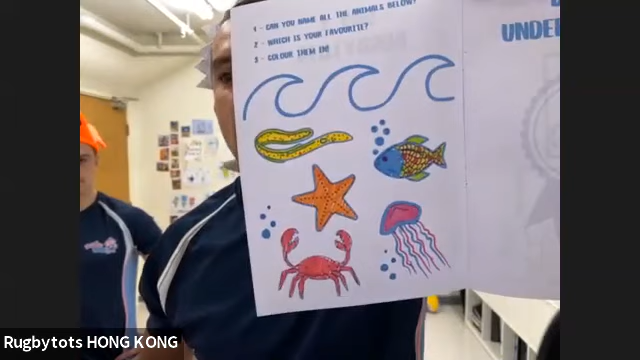 1 - CAN YOU NAME ALL THE ANIMALS BELOW?
2 - WHICH IS YOUR FAVOURITE?
3 - COLOUR THEM IN!
Rugbytots HONG KONG